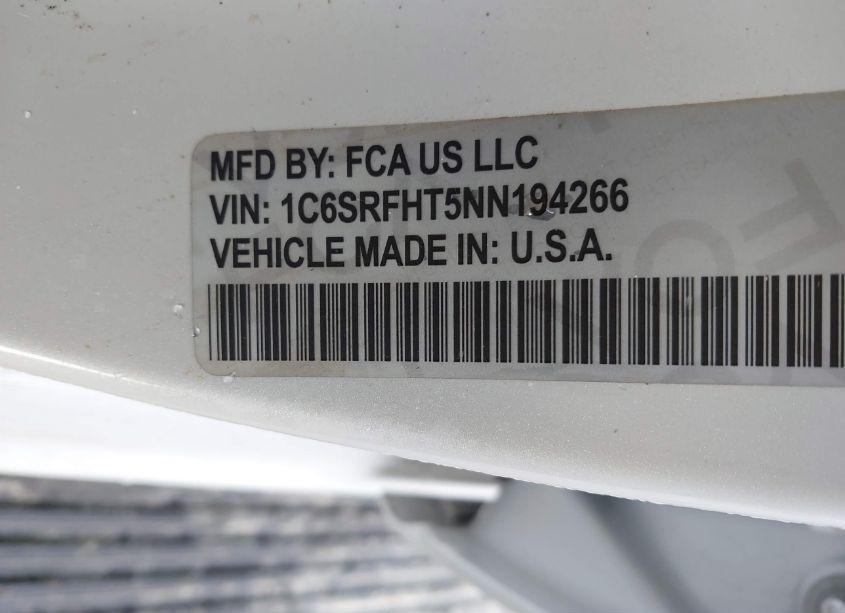 MFD BY: FCA US LLC
VIN: 1C6SRFHT5NN194266
VEHICLE MADE IN: U.S.A.